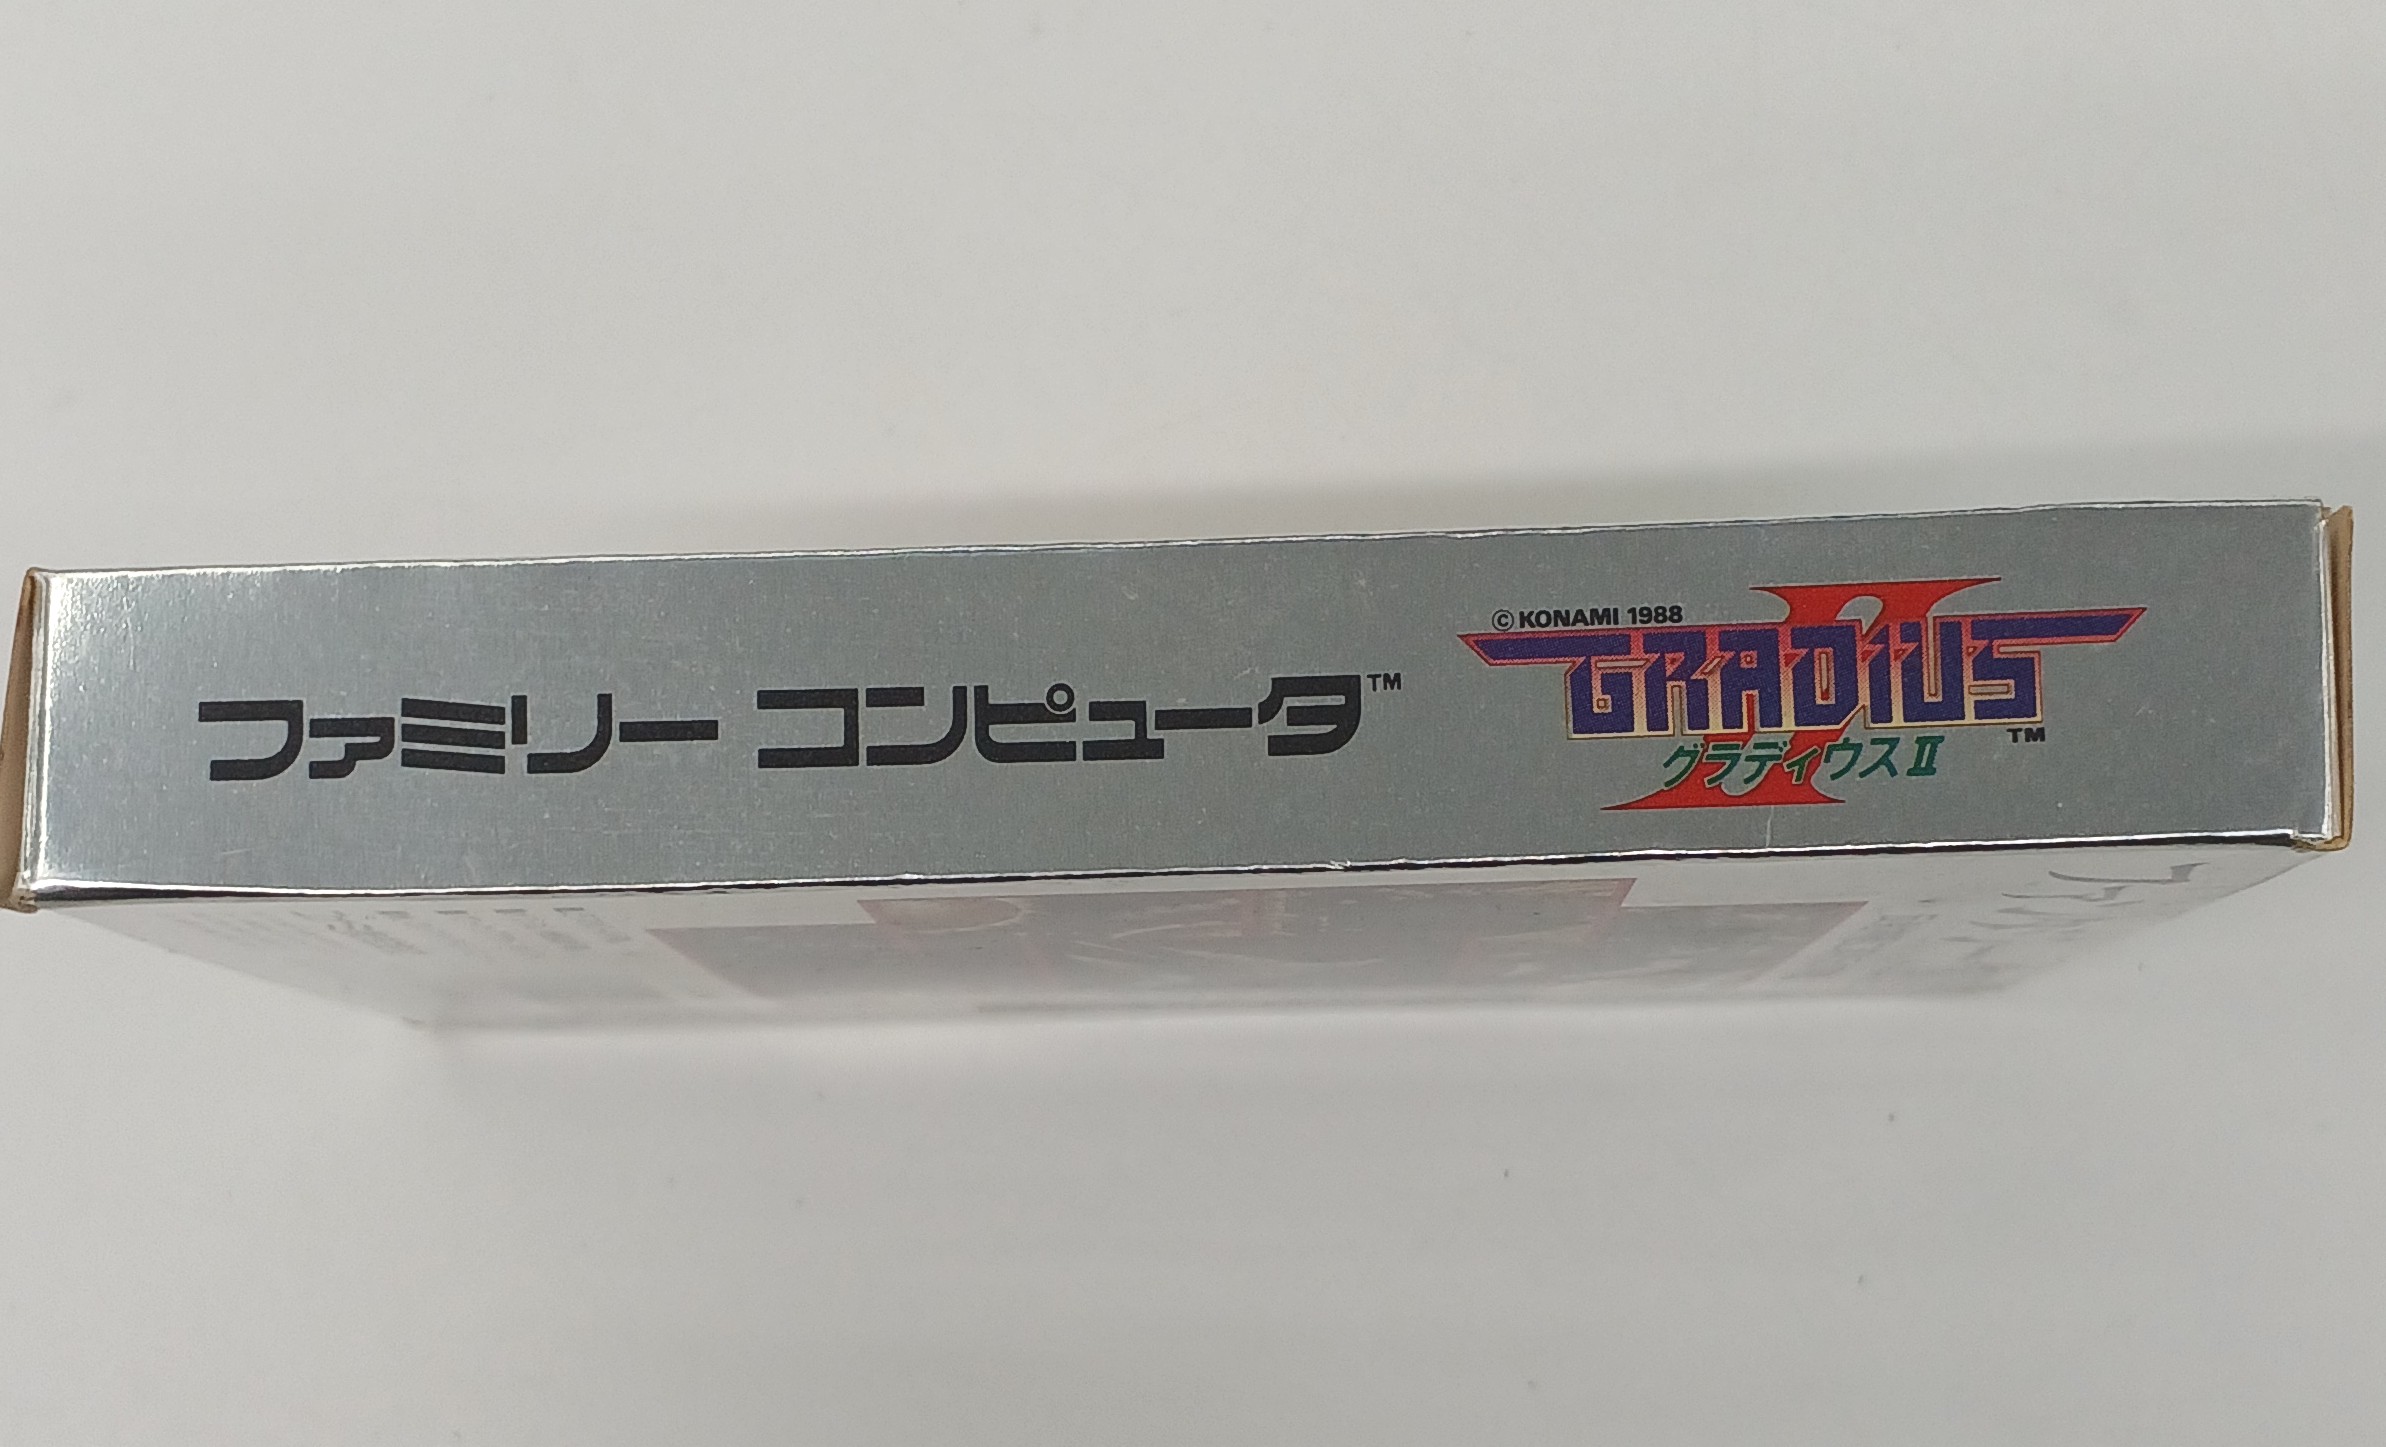 ファミリー コンピュータ™
© KONAMI 1988
GRADIUS II™
グラディウスII